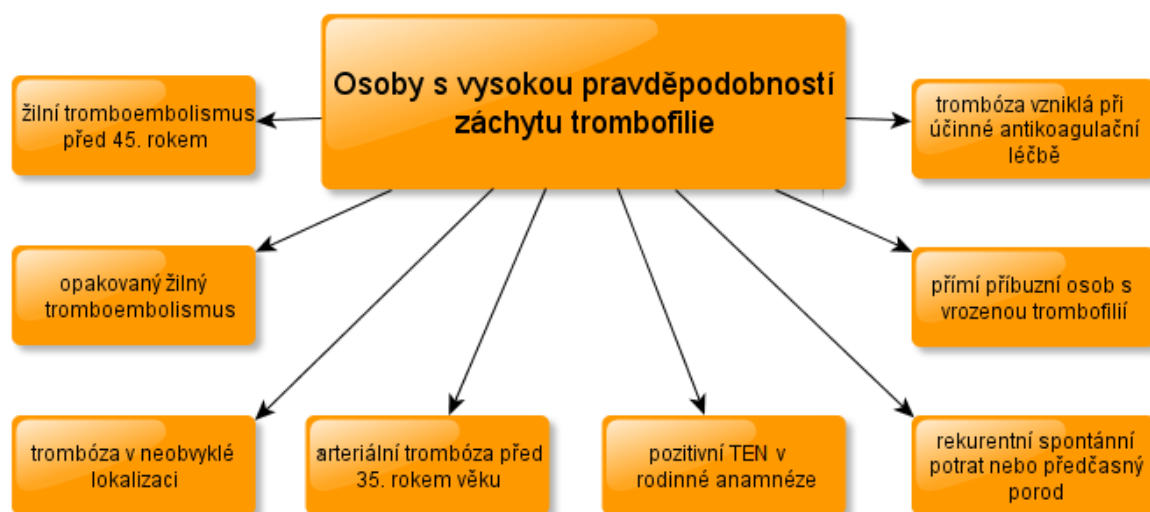 Osoby s vysokou pravděpodobností
záchytu trombofilie
žilní tromboembolismus
před 45. rokem
trombóza vzniklá při
účinné antikoagulační
léčbě
opakovaný žilný
tromboembolismus
přímí příbuzní osob s
vrozenou trombofilií
trombóza v neobvyklé
lokalizaci
arteriální trombóza před
35. rokem věku
pozitivní TEN v
rodinné anamnéze
rekurentní spontánní
potrat nebo předčasný
porod